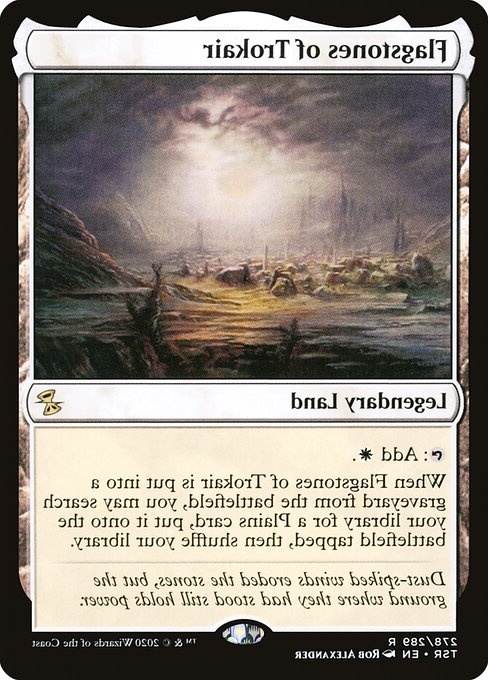 Flagstones of Trokair
Legendary Land
: Add .
When Flagstones of Trokair is put into a
graveyard from the battlefield, you may search
your library for a Plains card, put it onto the
battlefield tapped, then shuffle your library.
Dust-spiked winds eroded the stones, but the
ground where they had stood still holds power.
278/289 R
TSR • EN Rob Alexander
™ & © 2020 Wizards of the Coast